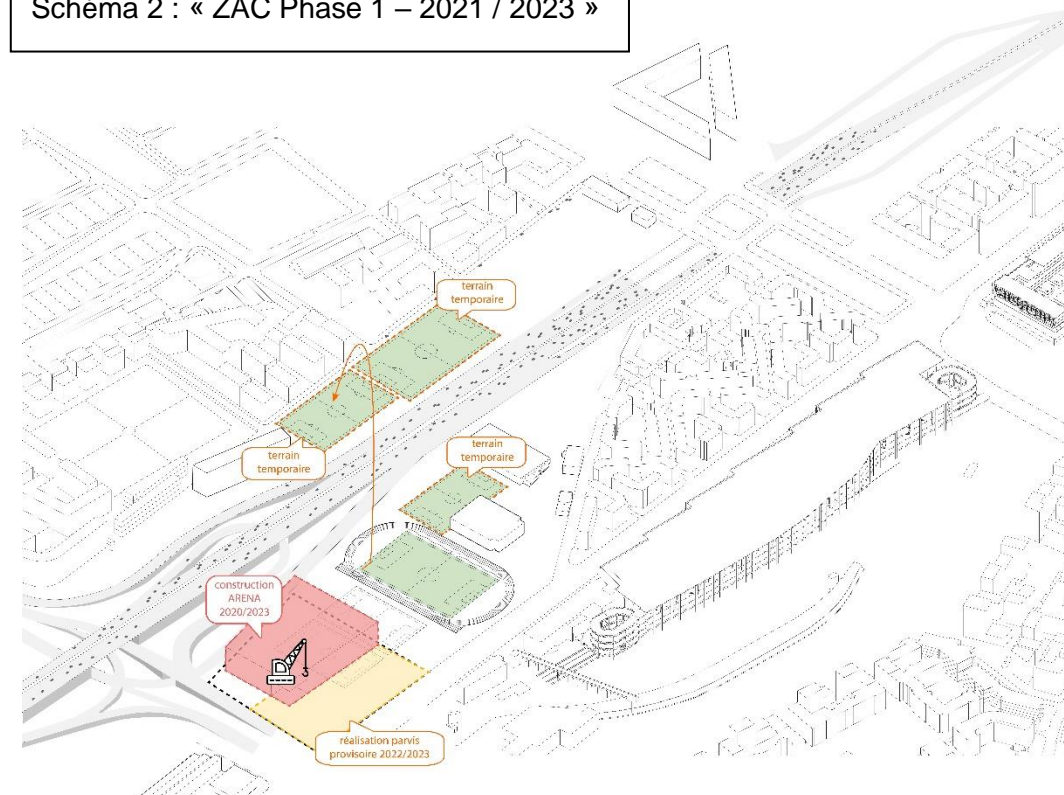 Schéma 2 : « ZAC Phase 1 – 2021 / 2023 »
terrain
temporaire
terrain
temporaire
terrain
temporaire
construction
ARENA
2020/2023
réalisation parvis
provisoire 2022/2023